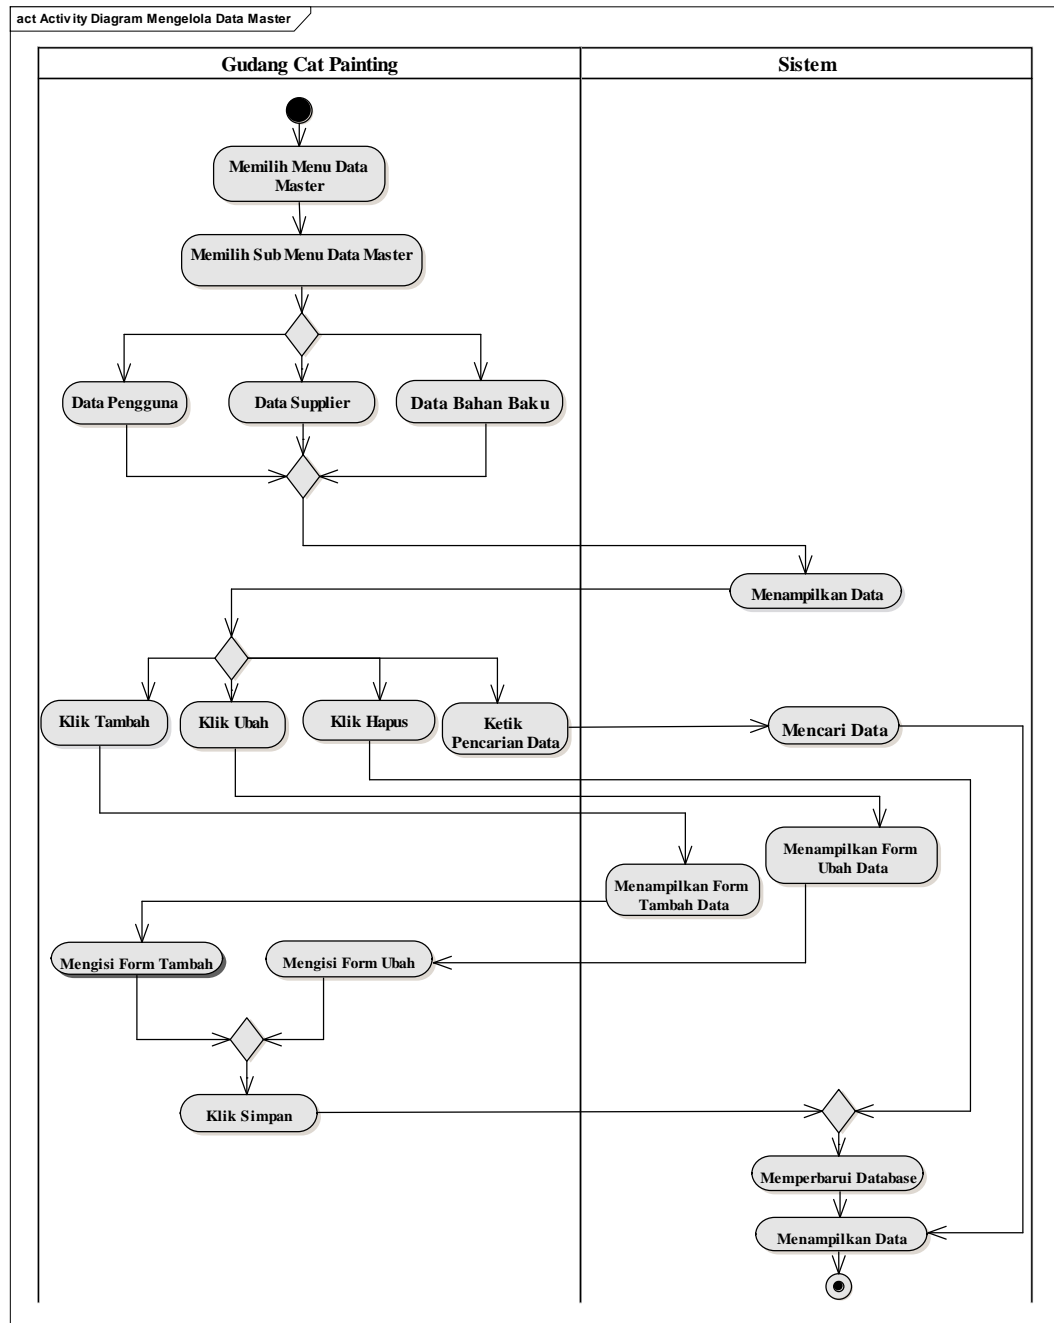 act Activity Diagram Mengelola Data Master
Gudang Cat Painting
Sistem
Memilih Menu Data
Master
Memilih Sub Menu Data Master
Data Pengguna
Data Supplier
Data Bahan Baku
Menampilkan Data
Klik Tambah
Klik Ubah
Klik Hapus
Ketik
Pencarian Data
Mencari Data
Menampilkan Form
Ubah Data
Menampilkan Form
Tambah Data
Mengisi Form Tambah
Mengisi Form Ubah
Klik Simpan
Memperbarui Database
Menampilkan Data